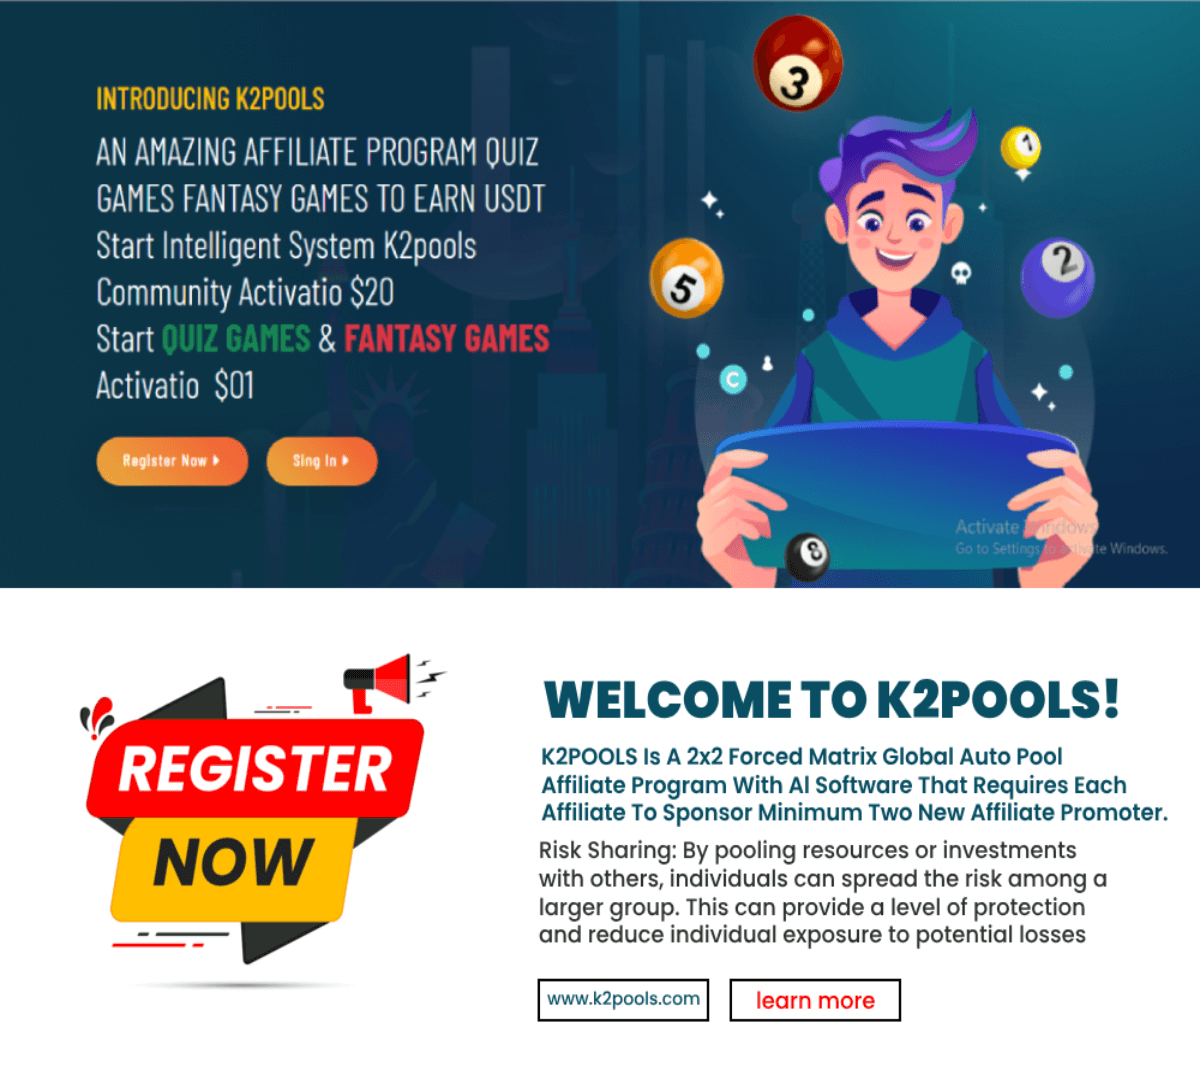 INTRODUCING K2POOLS
AN AMAZING AFFILIATE PROGRAM QUIZ
GAMES FANTASY GAMES TO EARN USDT
Start Intelligent System K2pools
Community Activatio $20
Start QUIZ GAMES & FANTASY GAMES
Activatio $01
Register Now
Sing In
3
1
2
5
C
8
Activate Windows
Go to Settings to activate Windows.
REGISTER
NOW
WELCOME TO K2POOLS!
K2POOLS Is A 2x2 Forced Matrix Global Auto Pool
Affiliate Program With Al Software That Requires Each
Affiliate To Sponsor Minimum Two New Affiliate Promoter.
Risk Sharing: By pooling resources or investments
with others, individuals can spread the risk among a
larger group. This can provide a level of protection
and reduce individual exposure to potential losses
www.k2pools.com
learn more